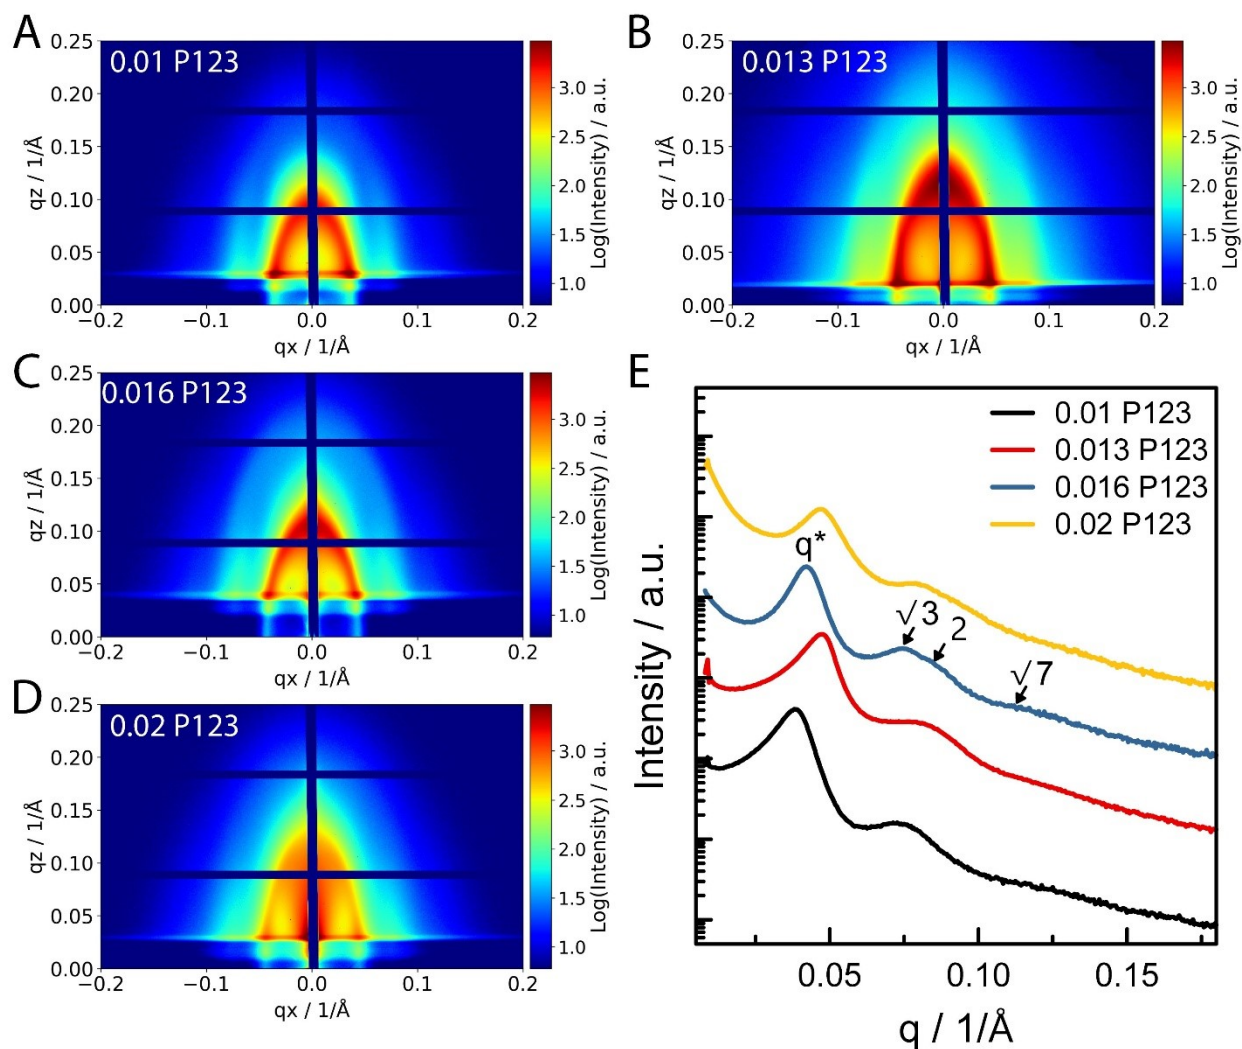 A
0.01 P123
0.25
0.20
0.15
0.10
0.05
0.00
qz / 1/Å
−0.2
−0.1
0.0
0.1
0.2
qx / 1/Å
3.0
2.5
2.0
1.5
1.0
Log(Intensity) / a.u.
B
0.013 P123
0.25
0.20
0.15
0.10
0.05
0.00
qz / 1/Å
−0.2
−0.1
0.0
0.1
0.2
qx / 1/Å
3.0
2.5
2.0
1.5
1.0
Log(Intensity) / a.u.
C
0.016 P123
0.25
0.20
0.15
0.10
0.05
0.00
qz / 1/Å
−0.2
−0.1
0.0
0.1
0.2
qx / 1/Å
3.0
2.5
2.0
1.5
1.0
Log(Intensity) / a.u.
D
0.02 P123
0.25
0.20
0.15
0.10
0.05
0.00
qz / 1/Å
−0.2
−0.1
0.0
0.1
0.2
qx / 1/Å
3.0
2.5
2.0
1.5
1.0
Log(Intensity) / a.u.
E
0.01 P123
0.013 P123
0.016 P123
0.02 P123
q*
√3
2
√7
Intensity / a.u.
0.05
0.10
0.15
q / 1/Å